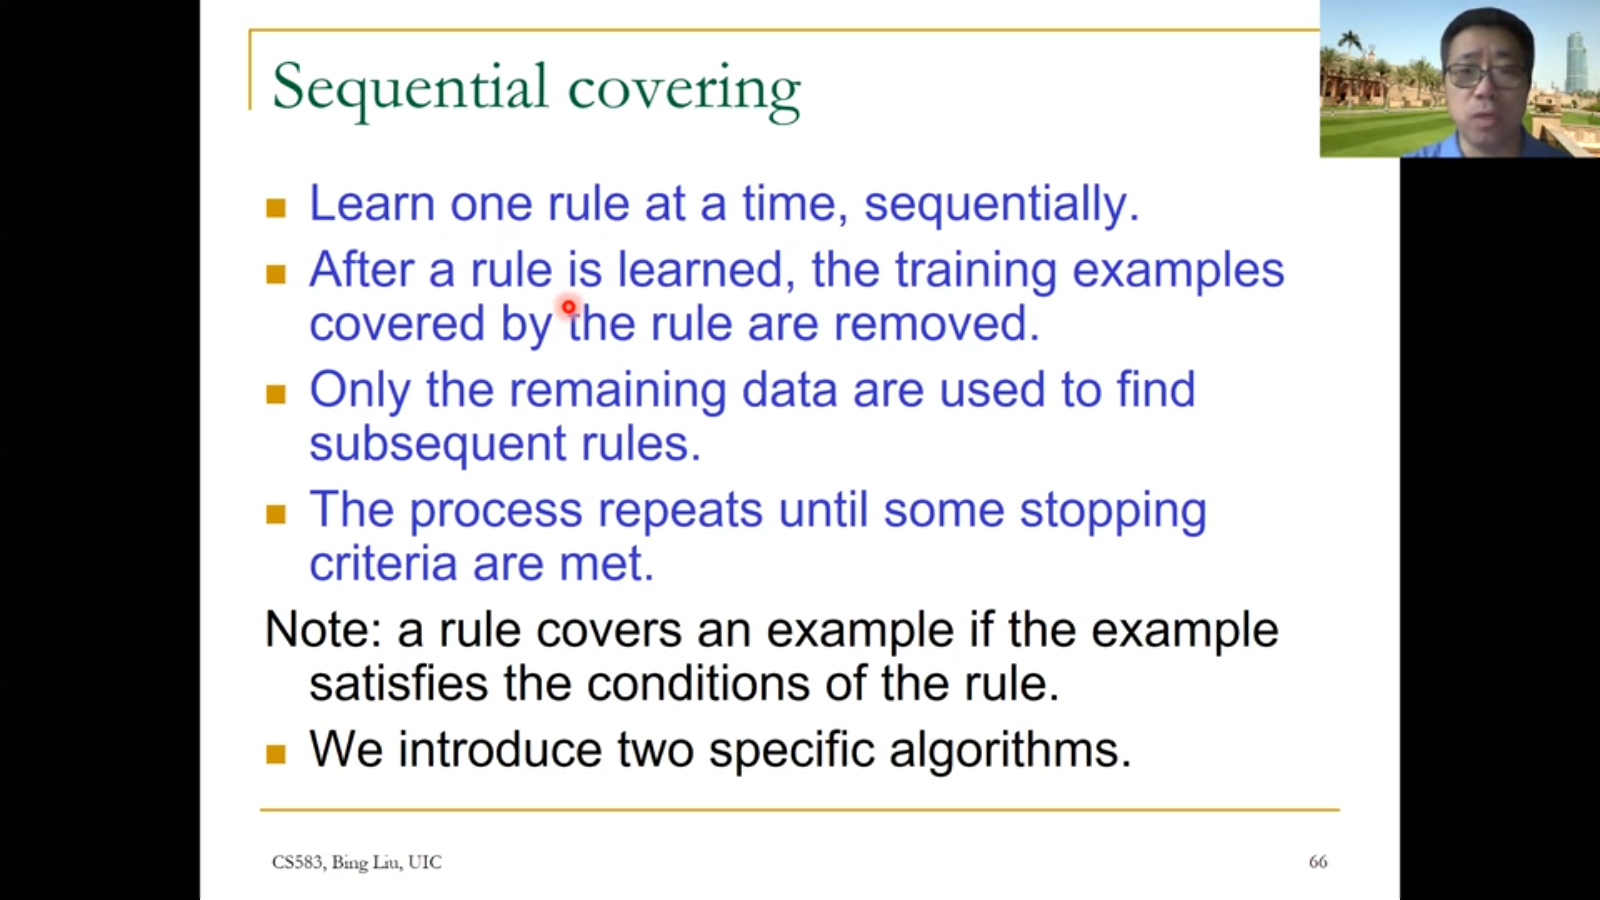 Sequential covering
Learn one rule at a time, sequentially.
After a rule is learned, the training examples
covered by the rule are removed.
Only the remaining data are used to find
subsequent rules.
The process repeats until some stopping
criteria are met.
Note: a rule covers an example if the example
satisfies the conditions of the rule.
We introduce two specific algorithms.
CS583, Bing Liu, UIC
66